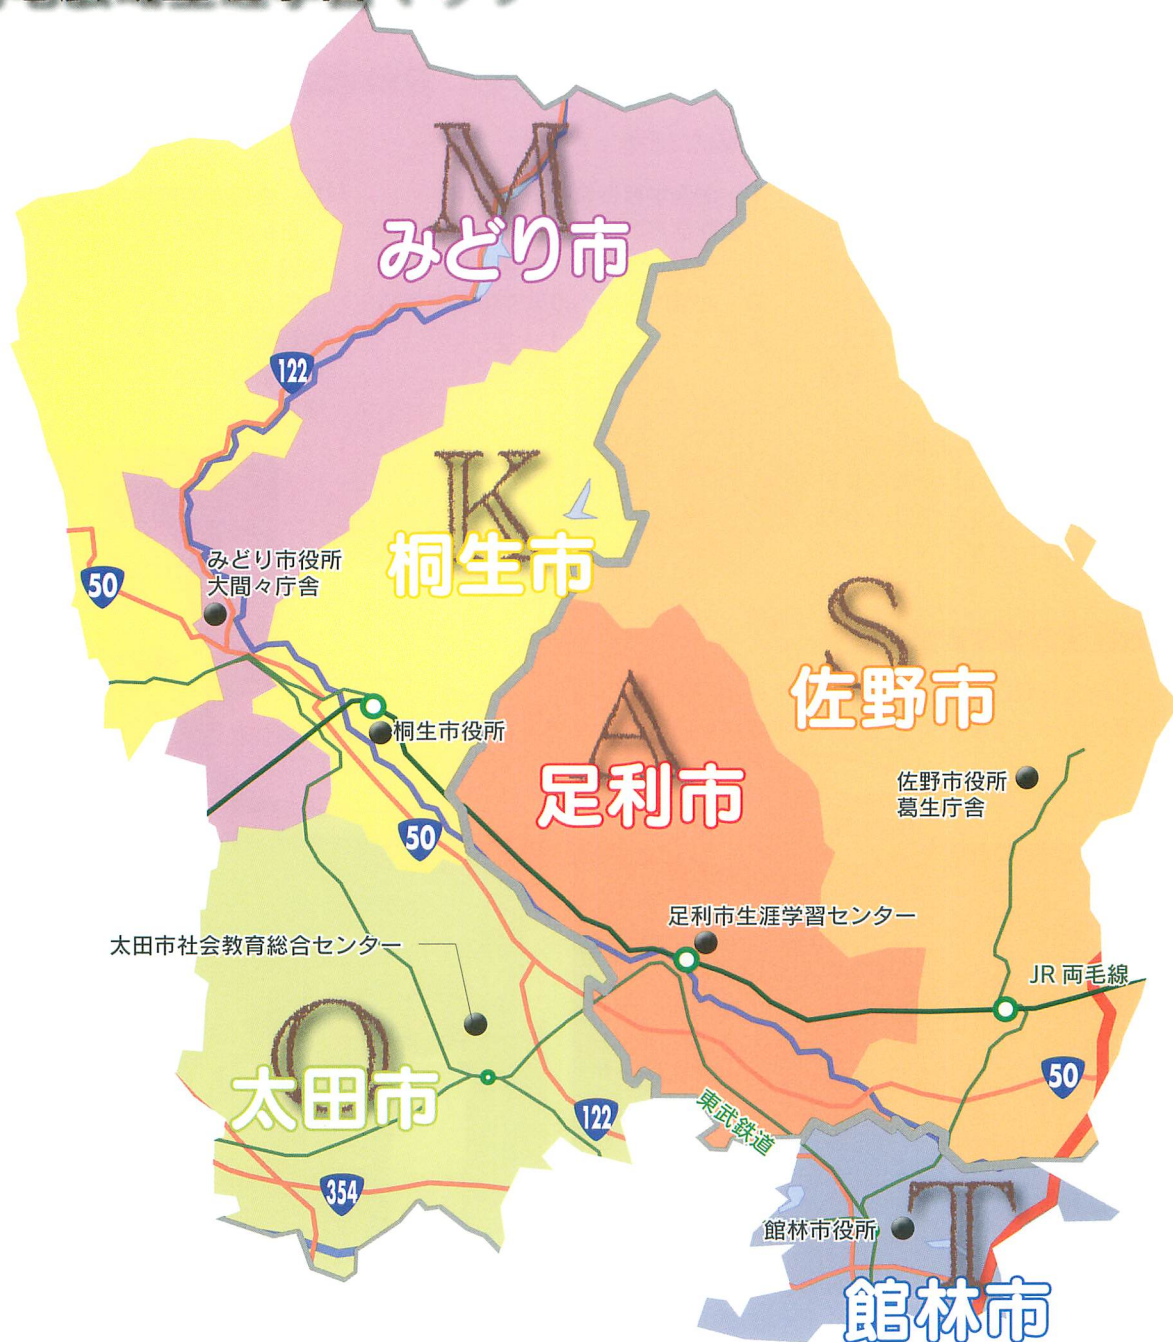 M
みどり市
122
K
桐生市
みどり市役所
大間々庁舎
50
S
佐野市
A
足利市
桐生市役所
佐野市役所
葛生庁舎
50
足利市生涯学習センター
太田市社会教育総合センター
JR 両毛線
O
太田市
50
東武鉄道
122
354
T
館林市役所
館林市